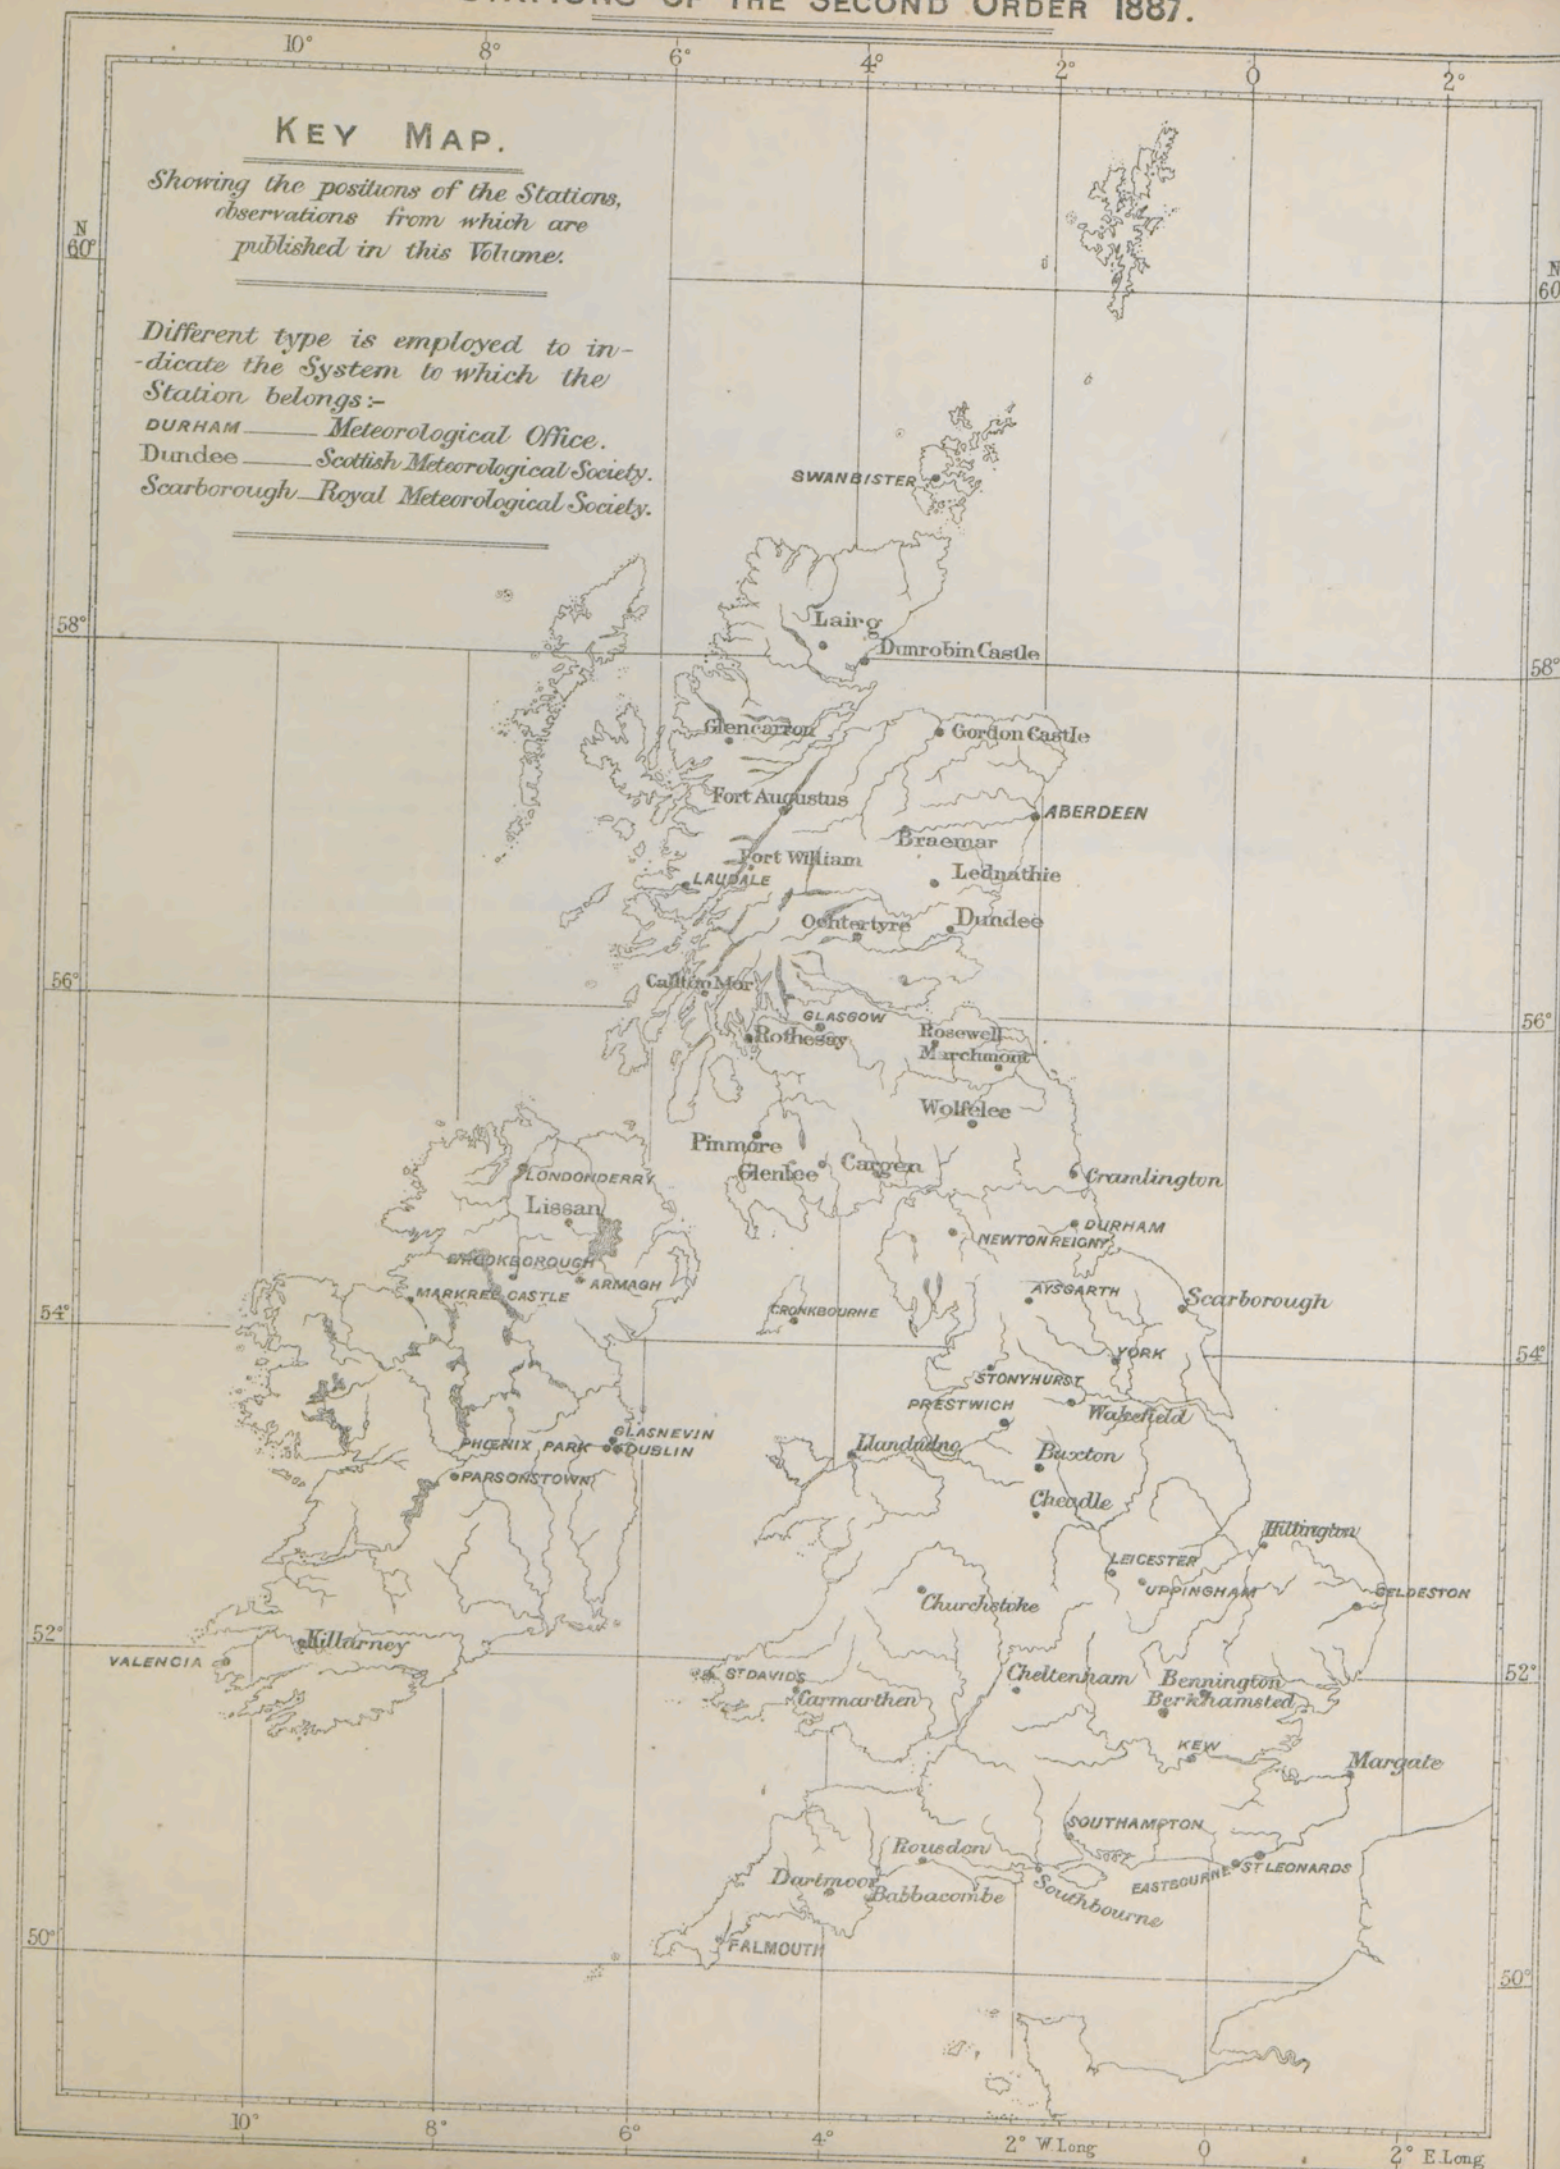 STATIONS OF THE SECOND ORDER 1887.
10° 8° 6° 4° 2° 0 2°
KEY MAP.
Showing the positions of the Stations,
observations from which are
published in this Volume.
N
60°
N
60
Different type is employed to in-
-dicate the System to which the
Station belongs:-
DURHAM Meteorological Office.
Dundee Scottish Meteorological Society.
Scarborough Royal Meteorological Society.
SWANBISTER
58°
Lairg
Dunrobin Castle
58°
Glencarron
Gordon Castle
Fort Augustus
ABERDEEN
Braemar
Fort William
LAUDALE
Lednathie
Ochtertyre
Dundee
56°
Callton Mor
GLASGOW
56°
Rothesay
Rosewell
Marchmont
Wolfelee
Pinmore
Glenlee
Cargen
Cramlington
LONDONDERRY
Lissan
DURHAM
NEWTON REIGNY
BROOKBOROUGH
ARMAGH
MARKREE CASTLE
AYSGARTH
Scarborough
54°
CRONKBOURNE
54°
YORK
STONYHURST
PRESTWICH
Wakefield
GLASNEVIN
PHŒNIX PARK
DUBLIN
Llandudno
Buxton
PARSONSTOWN
Cheadle
Hillington
LEICESTER
UPPINGHAM
GELDESTON
Churchstoke
52°
Killarney
VALENCIA
ST DAVIDS
Cheltenham
Bennington
52°
Carmarthen
Berkhamsted
KEW
Margate
SOUTHAMPTON
Rousdon
EASTBOURNE
ST LEONARDS
Dartmoor
Babbacombe
Southbourne
50°
FALMOUTH
50°
10° 8° 6° 4° 2° W. Long 0 2° E. Long